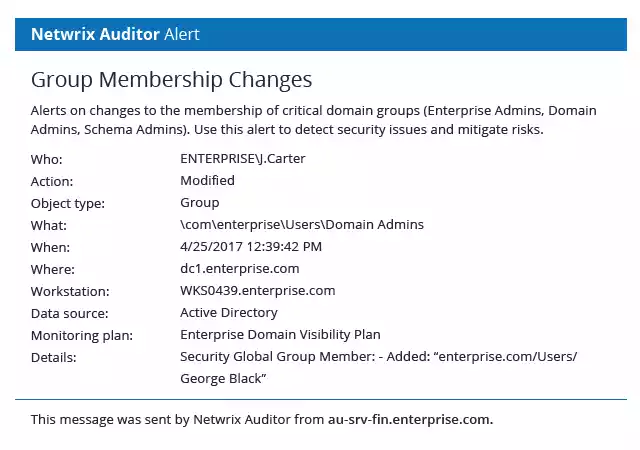 Netwrix Auditor Alert
Group Membership Changes
Alerts on changes to the membership of critical domain groups (Enterprise Admins, Domain
Admins, Schema Admins). Use this alert to detect security issues and mitigate risks.
Who: ENTERPRISE\J.Carter
Action: Modified
Object type: Group
What: \com\enterprise\Users\Domain Admins
When: 4/25/2017 12:39:42 PM
Where: dc1.enterprise.com
Workstation: WKS0439.enterprise.com
Data source: Active Directory
Monitoring plan: Enterprise Domain Visibility Plan
Details: Security Global Group Member: - Added: “enterprise.com/Users/
George Black”
This message was sent by Netwrix Auditor from au-srv-fin.enterprise.com.